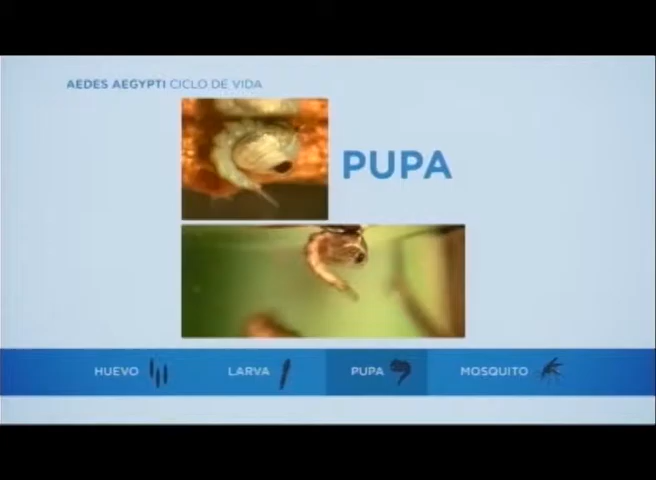 AEDES AEGYPTI CICLO DE VIDA
PUPA
HUEVO
LARVA
PUPA
MOSQUITO